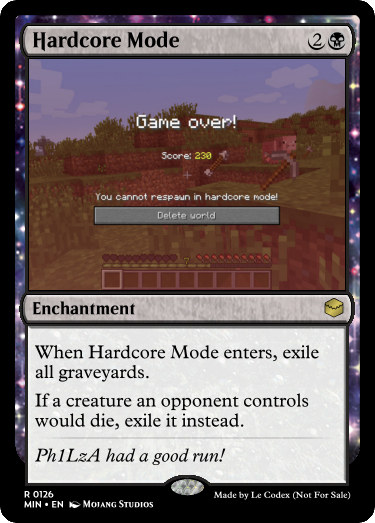 Hardcore Mode 2
Game over!
Score: 230
You cannot respawn in hardcore mode!
Delete world
7
Enchantment
When Hardcore Mode enters, exile
all graveyards.
If a creature an opponent controls
would die, exile it instead.
Ph1LzA had a good run!
R 0126
MIN • EN Mojang Studios
Made by Le Codex (Not For Sale)